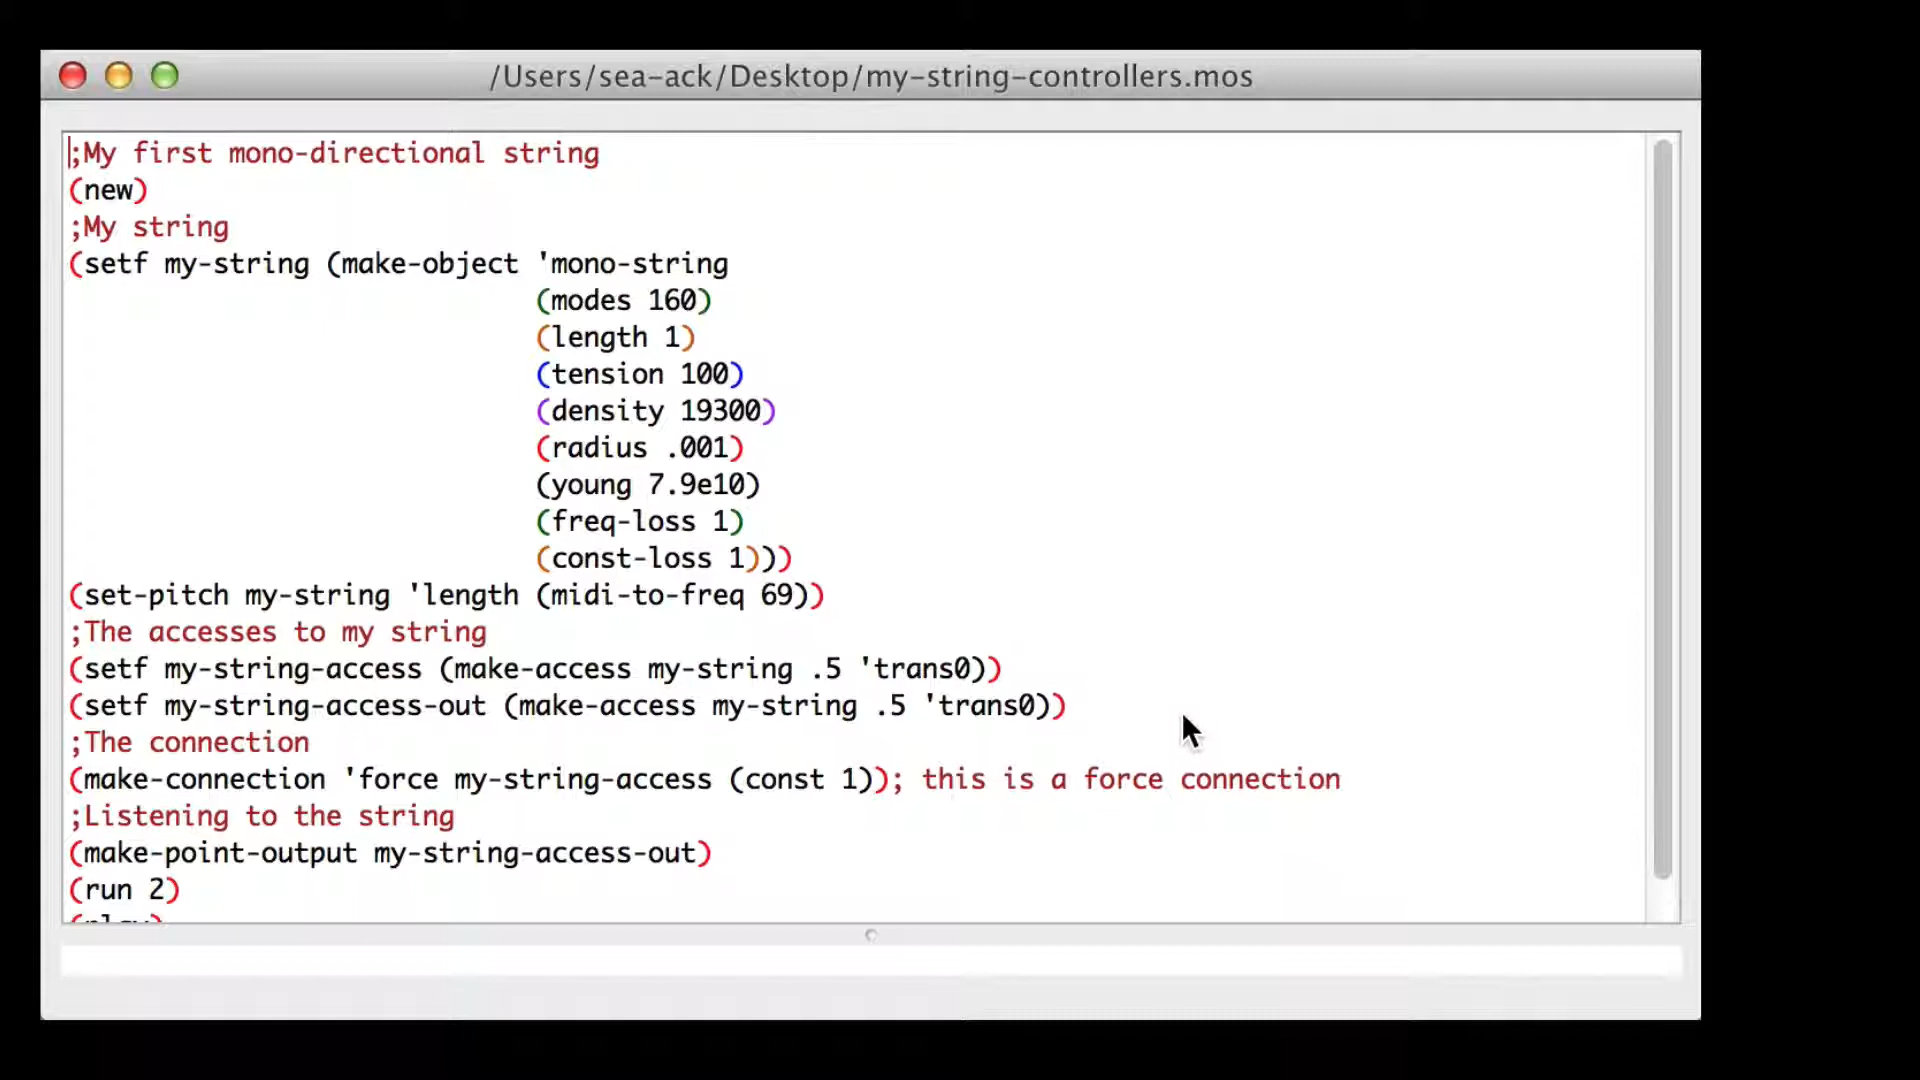 /Users/sea-ack/Desktop/my-string-controllers.mos
;My first mono-directional string
(new)
;My string
(setf my-string (make-object 'mono-string
(modes 160)
(length 1)
(tension 100)
(density 19300)
(radius .001)
(young 7.9e10)
(freq-loss 1)
(const-loss 1)))
(set-pitch my-string 'length (midi-to-freq 69))
;The accesses to my string
(setf my-string-access (make-access my-string .5 'trans0))
(setf my-string-access-out (make-access my-string .5 'trans0))
;The connection
(make-connection 'force my-string-access (const 1)); this is a force connection
;Listening to the string
(make-point-output my-string-access-out)
(run 2)
(play)